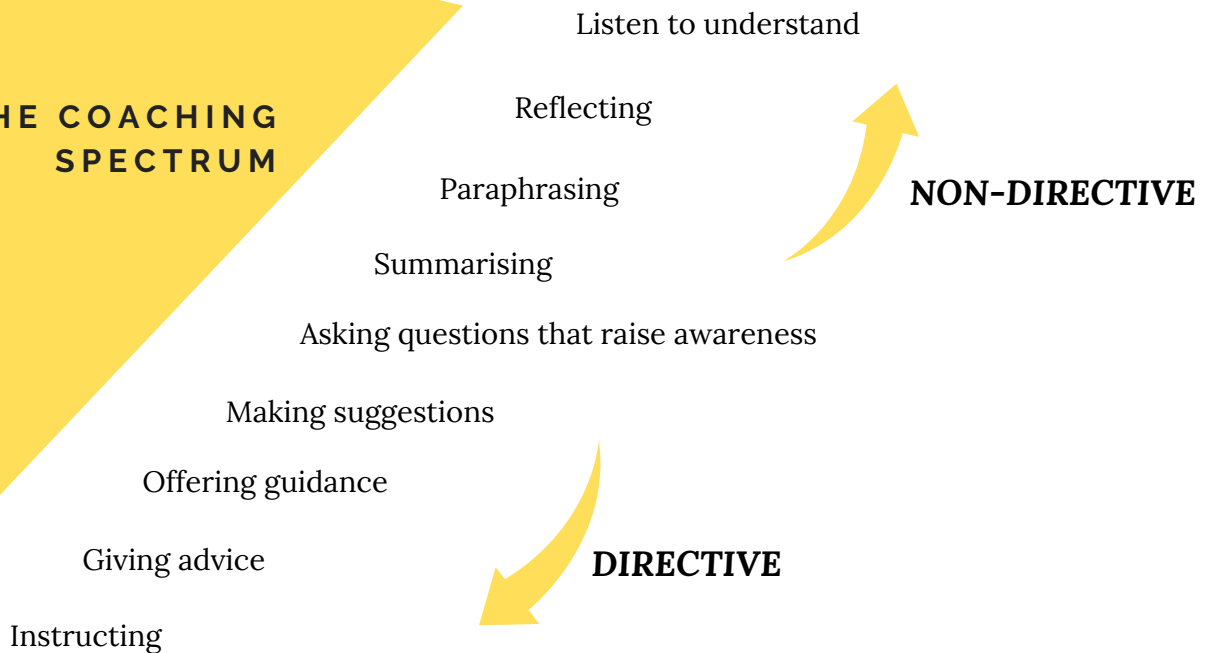 Listen to understand
HE COACHING
SPECTRUM
Reflecting
Paraphrasing
NON-DIRECTIVE
Summarising
Asking questions that raise awareness
Making suggestions
Offering guidance
Giving advice
DIRECTIVE
Instructing